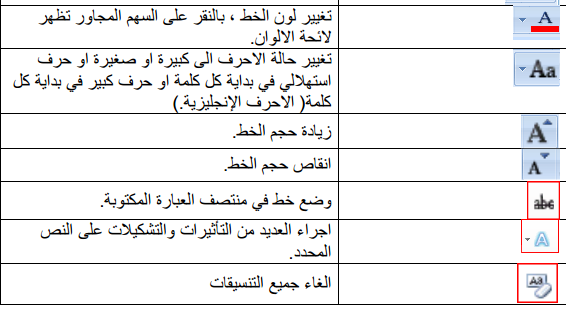 تغيير لون الخط ، بالنقر على السهم المجاور تظهر
لائحة الالوان.
A
تغيير حالة الاحرف الى كبيرة او صغيرة او حرف
استهلالي في بداية كل كلمة او حرف كبير في بداية كل
كلمة( الاحرف الإنجليزية.)
Aa
زيادة حجم الخط.
A
انقاص حجم الخط.
A
وضع خط في منتصف العبارة المكتوبة.
abc
اجراء العديد من التأثيرات والتشكيلات على النص
المحدد.
A
الغاء جميع التنسيقات
Aa